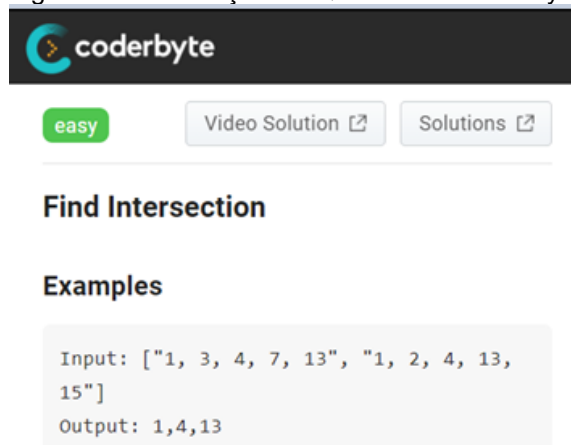 coderbyte
easy Video Solution Solutions
Find Intersection
Examples
Input: ["1, 3, 4, 7, 13", "1, 2, 4, 13,
15"]
Output: 1,4,13